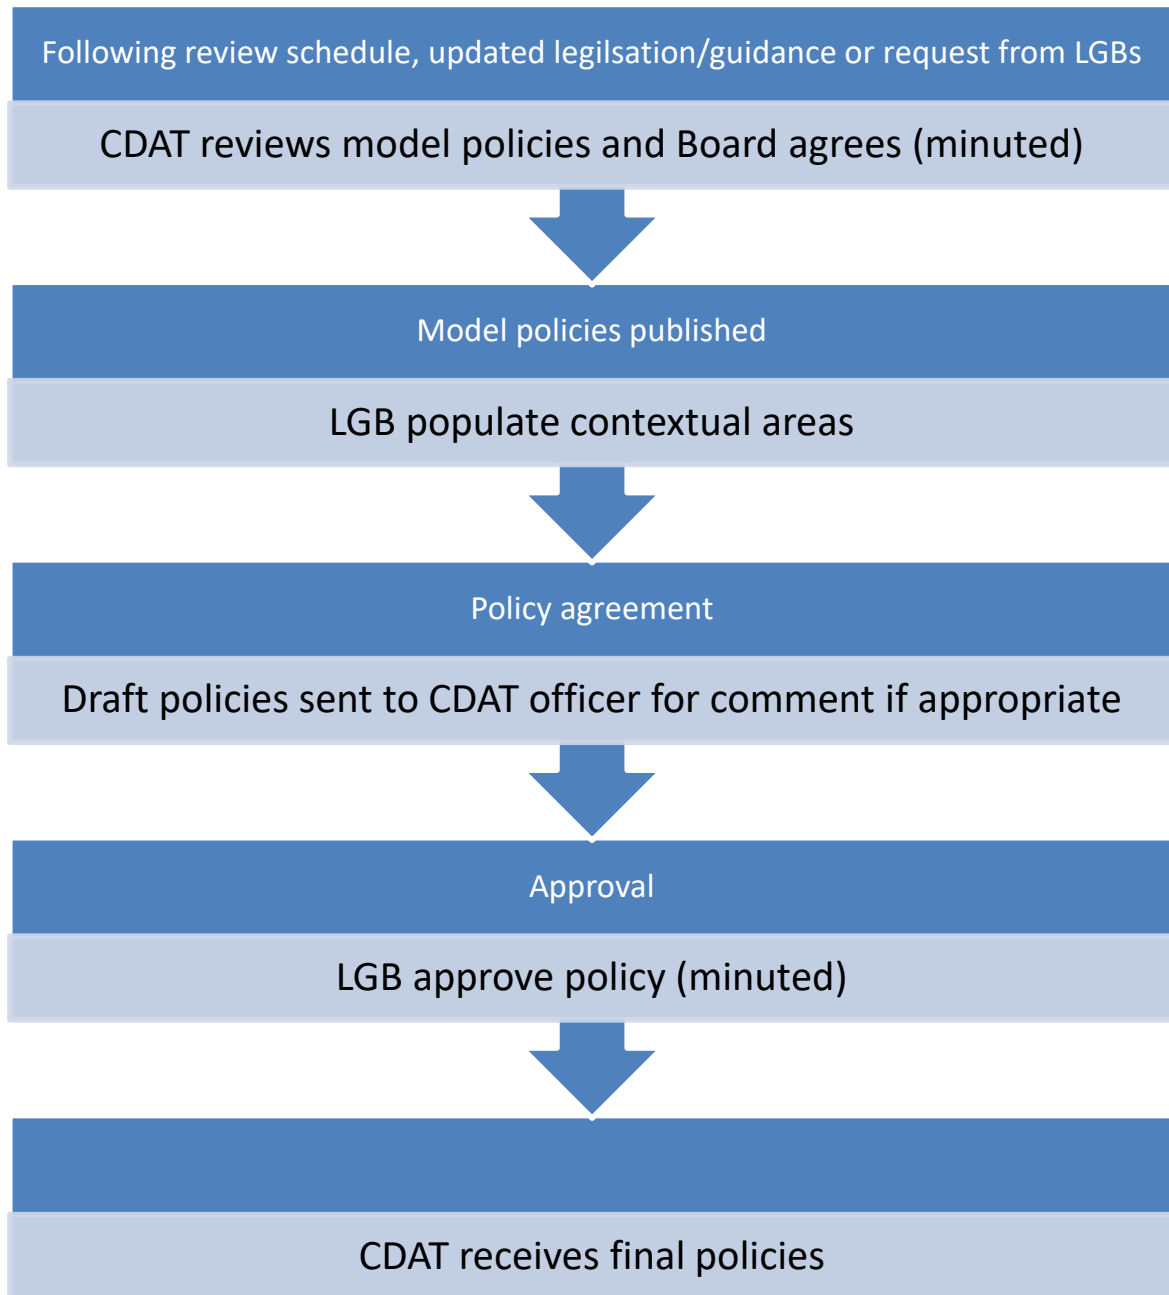 Following review schedule, updated legilsation/guidance or request from LGBs
CDAT reviews model policies and Board agrees (minuted)
Model policies published
LGB populate contextual areas
Policy agreement
Draft policies sent to CDAT officer for comment if appropriate
Approval
LGB approve policy (minuted)
CDAT receives final policies